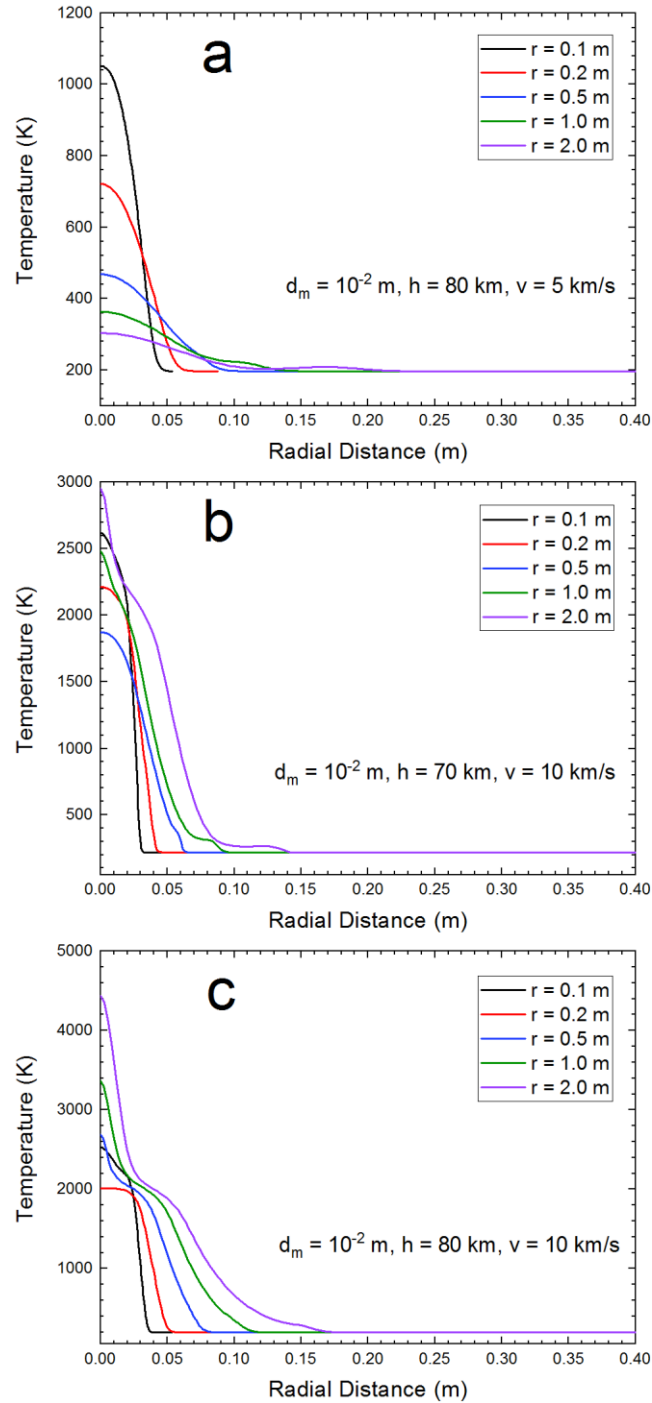 a
1200
1000
800
600
400
200
Temperature (K)
r = 0.1 m
r = 0.2 m
r = 0.5 m
r = 1.0 m
r = 2.0 m
dₘ = 10⁻² m, h = 80 km, v = 5 km/s
0.00 0.05 0.10 0.15 0.20 0.25 0.30 0.35 0.40
Radial Distance (m)
b
3000
2500
2000
1500
1000
500
Temperature (K)
r = 0.1 m
r = 0.2 m
r = 0.5 m
r = 1.0 m
r = 2.0 m
dₘ = 10⁻² m, h = 70 km, v = 10 km/s
0.00 0.05 0.10 0.15 0.20 0.25 0.30 0.35 0.40
Radial Distance (m)
c
5000
4000
3000
2000
1000
Temperature (K)
r = 0.1 m
r = 0.2 m
r = 0.5 m
r = 1.0 m
r = 2.0 m
dₘ = 10⁻² m, h = 80 km, v = 10 km/s
0.00 0.05 0.10 0.15 0.20 0.25 0.30 0.35 0.40
Radial Distance (m)